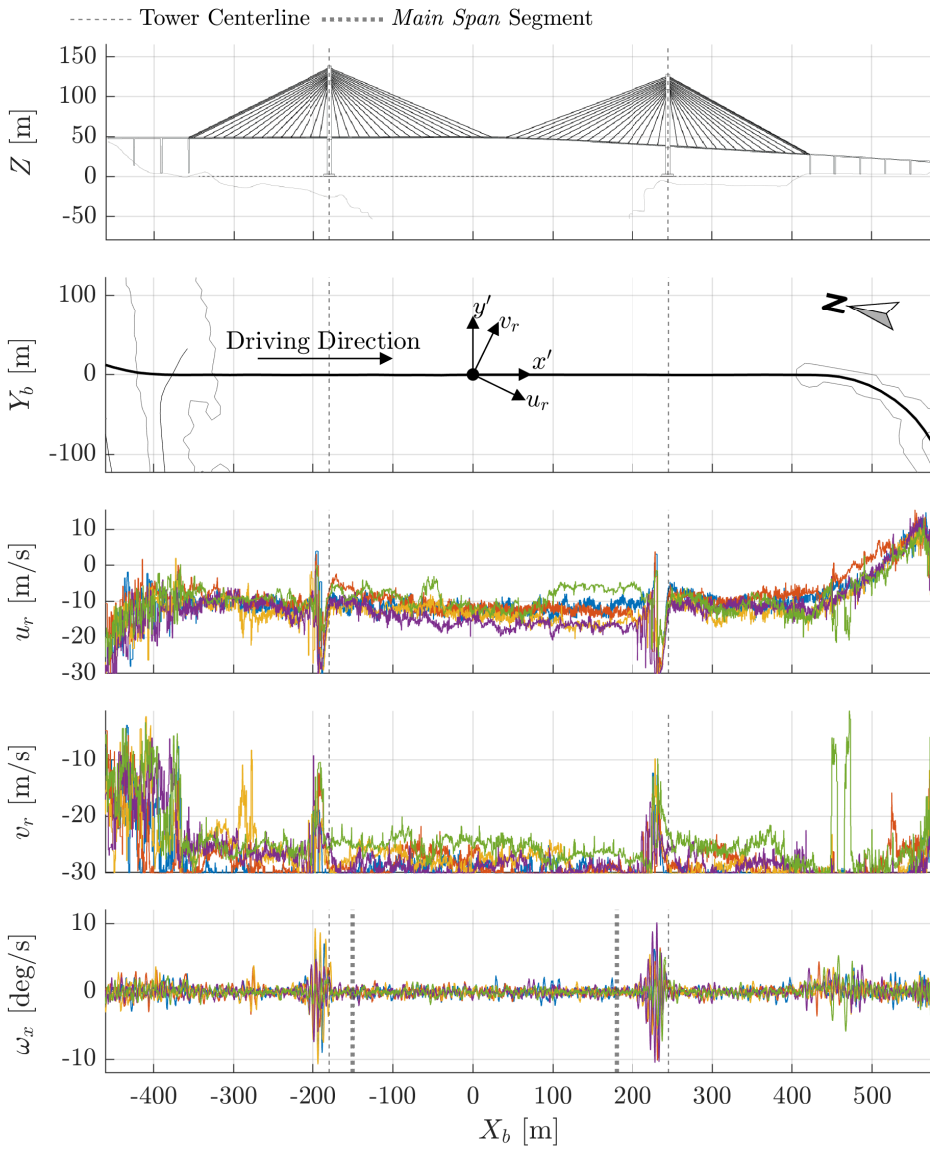 Tower Centerline Main Span Segment
150
100
50
0
-50
Z [m]
100
0
-100
Y_b [m]
Driving Direction
y′
v_r
x′
u_r
N
10
0
-10
-20
-30
u_r [m/s]
-10
-20
-30
v_r [m/s]
10
0
-10
ω_x [deg/s]
-400 -300 -200 -100 0 100 200 300 400 500
X_b [m]